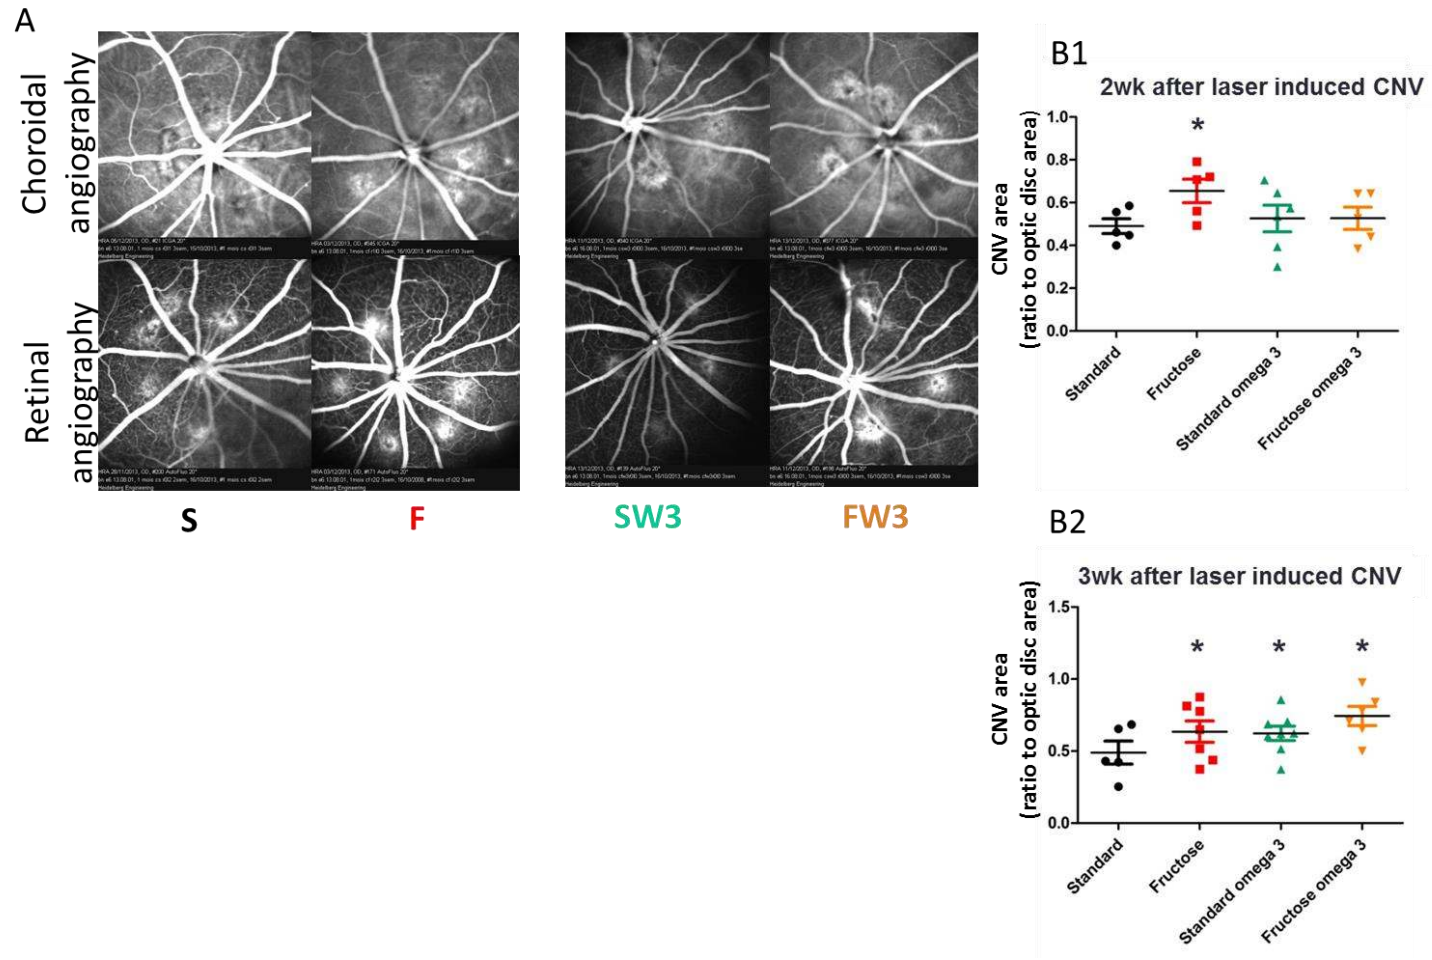 A
Choroidal
angiography
Retinal
angiography
Heidelberg Engineering
Heidelberg Engineering
Heidelberg Engineering
Heidelberg Engineering
Heidelberg Engineering
Heidelberg Engineering
Heidelberg Engineering
Heidelberg Engineering
S
F
SW3
FW3
B1
2wk after laser induced CNV
CNV area
(ratio to optic disc area)
1.0
0.8
0.6
0.4
0.2
0.0
*
Standard
Fructose
Standard omega 3
Fructose omega 3
B2
3wk after laser induced CNV
CNV area
(ratio to optic disc area)
1.5
1.0
0.5
0.0
* * *
Standard
Fructose
Standard omega 3
Fructose omega 3